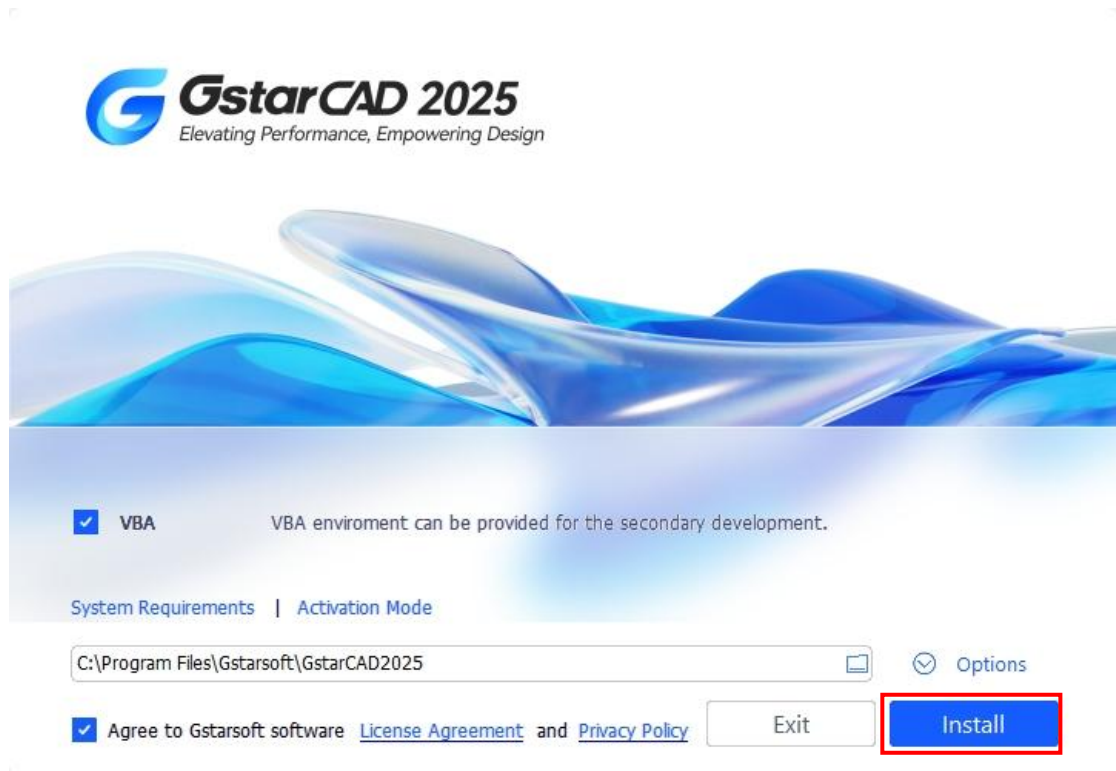 GstarCAD 2025
Elevating Performance, Empowering Design
VBA VBA enviroment can be provided for the secondary development.
System Requirements | Activation Mode
C:\Program Files\Gstarsoft\GstarCAD2025 Options
Agree to Gstarsoft software License Agreement and Privacy Policy Exit Install